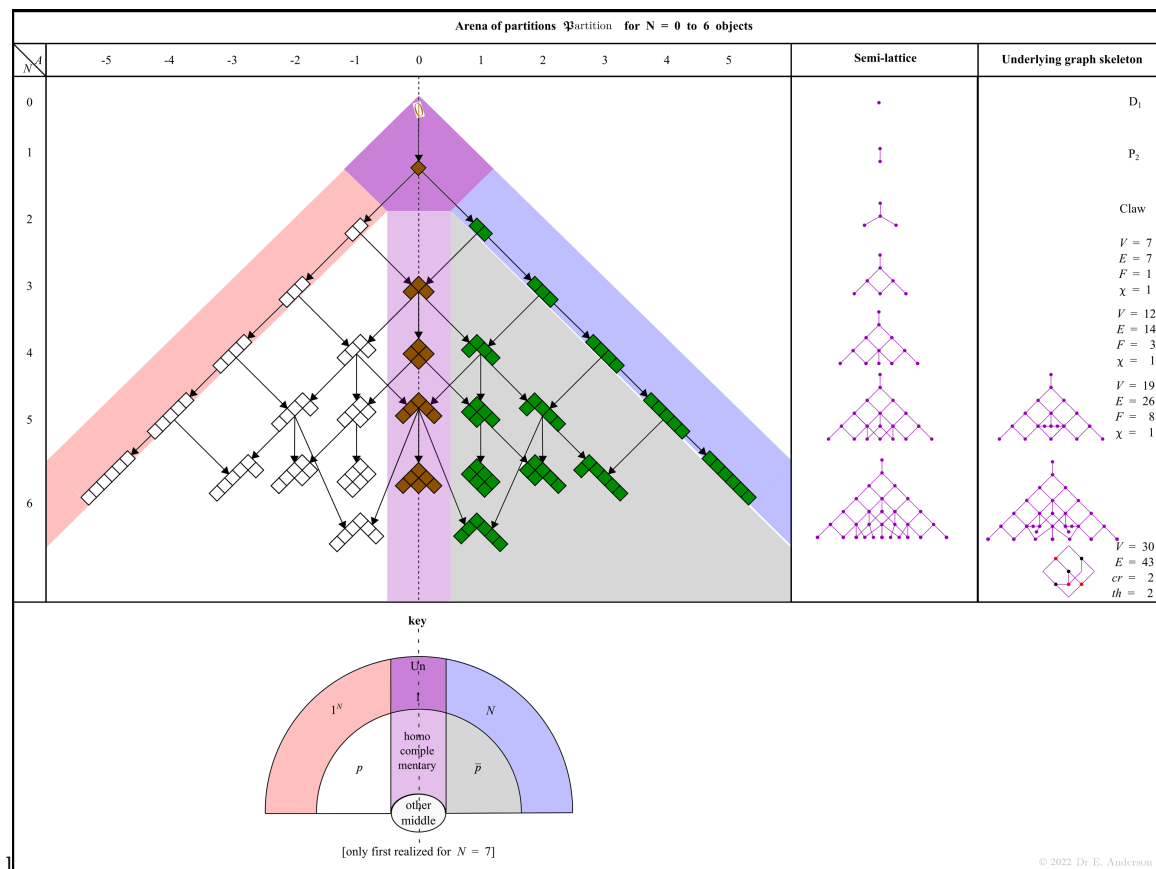 Arena of partitions 𝔓artition for N = 0 to 6 objects
N A -5 -4 -3 -2 -1 0 1 2 3 4 5 Semi-lattice Underlying graph skeleton
0 ∅ D₁
1 P₂
2 Claw
V = 7
E = 7
3 F = 1
χ = 1
V = 12
E = 14
4 F = 3
χ = 1
V = 19
E = 26
5 F = 8
χ = 1
6
V = 30
E = 43
cr = 2
th = 2
key
Un
1
1ᴺ N
homo
comple
mentary
p p̄
other
middle
[only first realized for N = 7]
1
© 2022 Dr E. Anderson